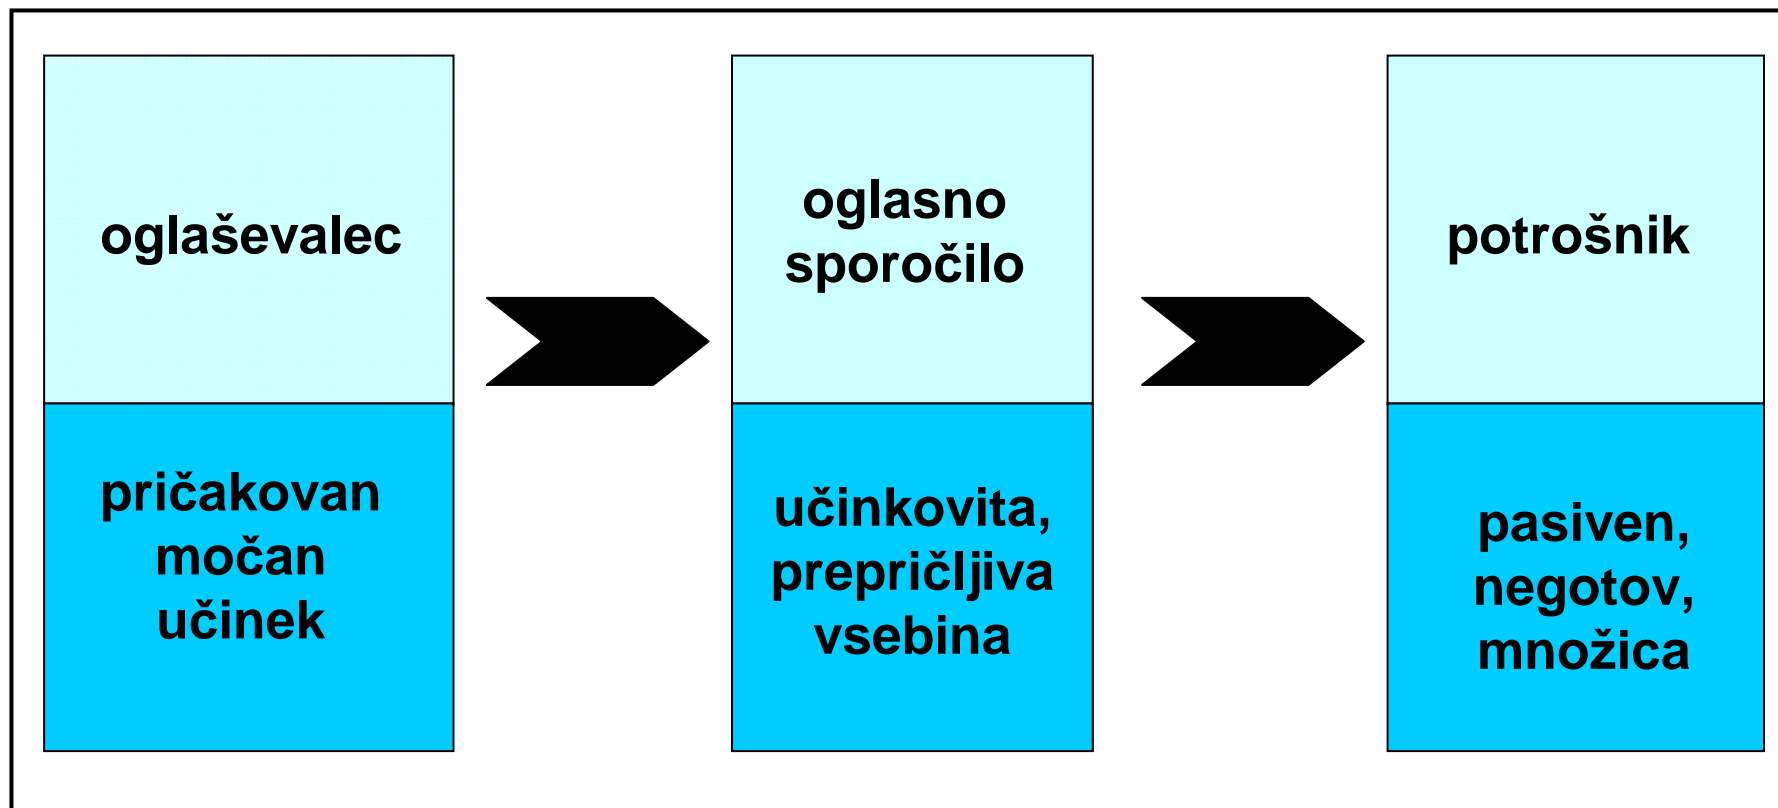 oglaševalec
pričakovan
močan
učinek
oglasno
sporočilo
učinkovita,
prepričljiva
vsebina
potrošnik
pasiven,
negotov,
množica